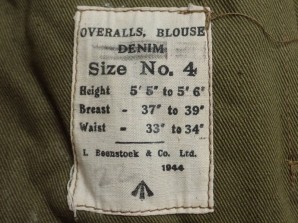 OVERALLS, BLOUSE
DENIM
Size No. 4
Height 5' 5" to 5' 6"
Breast - 37" to 39"
Waist - 33" to 34"
I. Beenstock & Co. Ltd.
1944